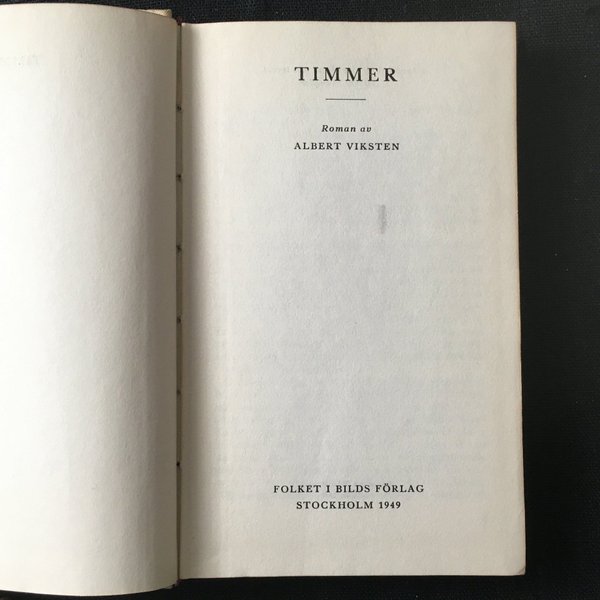 TIMMER
Roman av
ALBERT VIKSTEN
FOLKET I BILDS FÖRLAG
STOCKHOLM 1949